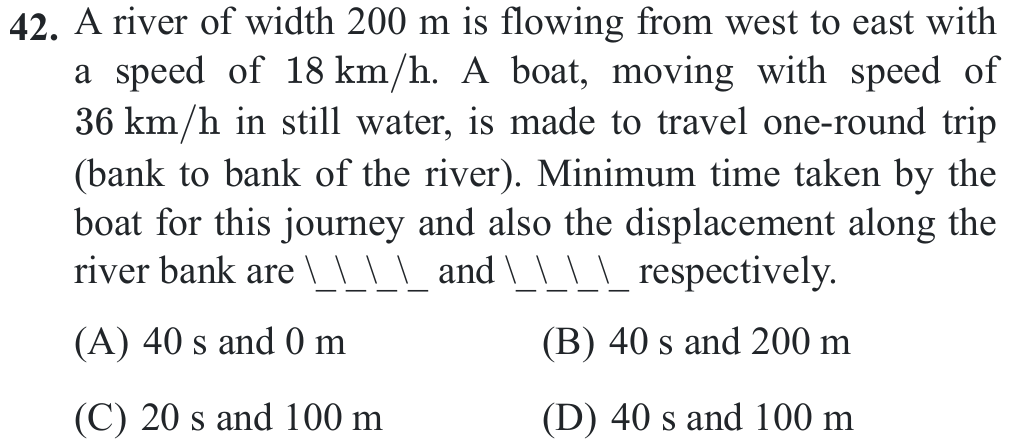 42. A river of width 200 m is flowing from west to east with
a speed of 18 km/h. A boat, moving with speed of
36 km/h in still water, is made to travel one-round trip
(bank to bank of the river). Minimum time taken by the
boat for this journey and also the displacement along the
river bank are \_\_\_\_ and \_\_\_\_ respectively.
(A) 40 s and 0 m (B) 40 s and 200 m
(C) 20 s and 100 m (D) 40 s and 100 m